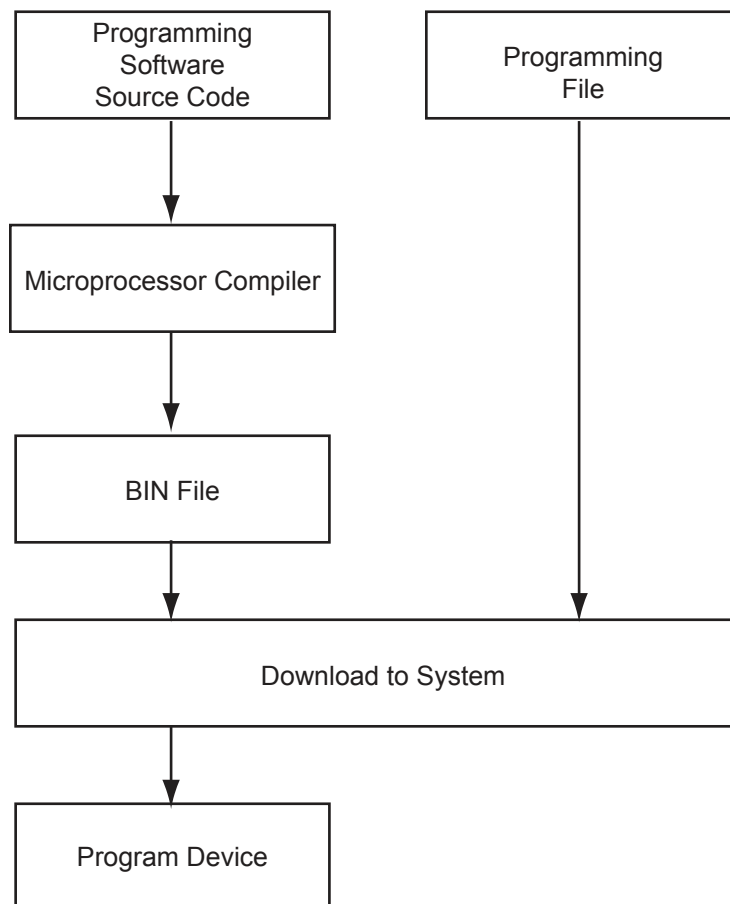 Programming
Software
Source Code
Programming
File
Microprocessor Compiler
BIN File
Download to System
Program Device